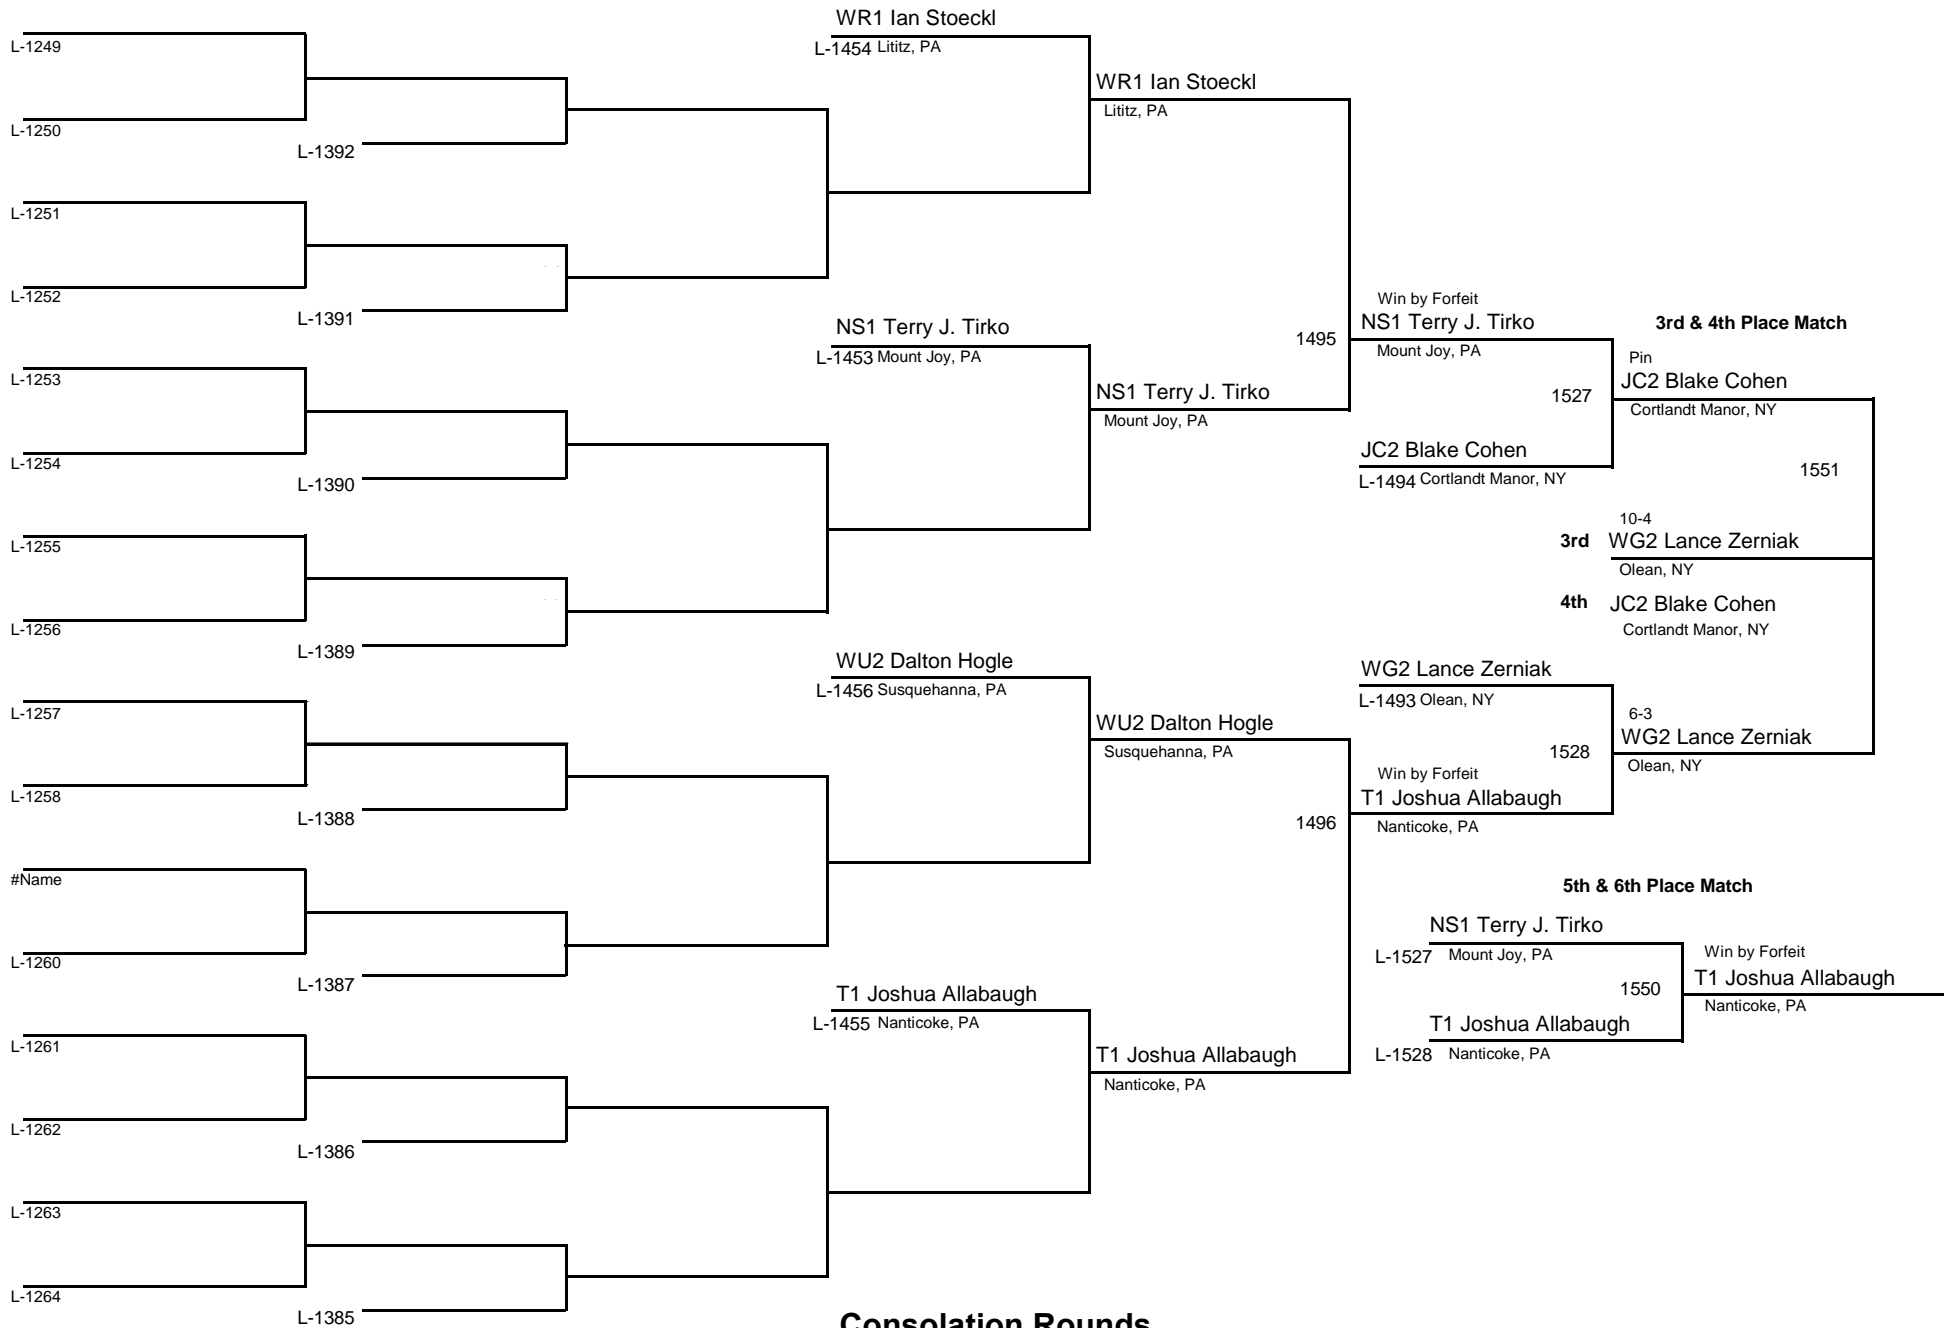 L-1249
L-1250
L-1392
L-1251
L-1252
L-1391
L-1253
L-1254
L-1390
L-1255
L-1256
L-1389
L-1257
L-1258
L-1388
#Name
L-1260
L-1387
L-1261
L-1262
L-1386
L-1263
L-1264
L-1385
WR1 Ian Stoeckl
L-1454 Lititz, PA
NS1 Terry J. Tirko
L-1453 Mount Joy, PA
WU2 Dalton Hogle
L-1456 Susquehanna, PA
T1 Joshua Allabaugh
L-1455 Nanticoke, PA
WR1 Ian Stoeckl
Lititz, PA
NS1 Terry J. Tirko
Mount Joy, PA
1495
WU2 Dalton Hogle
Susquehanna, PA
1496
T1 Joshua Allabaugh
Nanticoke, PA
Win by Forfeit
NS1 Terry J. Tirko
Mount Joy, PA
1527
JC2 Blake Cohen
L-1494 Cortlandt Manor, NY
WG2 Lance Zerniak
L-1493 Olean, NY
1528
Win by Forfeit
T1 Joshua Allabaugh
Nanticoke, PA
3rd & 4th Place Match
Pin
JC2 Blake Cohen
Cortlandt Manor, NY
1551
10-4
3rd WG2 Lance Zerniak
Olean, NY
4th JC2 Blake Cohen
Cortlandt Manor, NY
6-3
WG2 Lance Zerniak
Olean, NY
5th & 6th Place Match
NS1 Terry J. Tirko
L-1527 Mount Joy, PA
1550
T1 Joshua Allabaugh
L-1528 Nanticoke, PA
Win by Forfeit
T1 Joshua Allabaugh
Nanticoke, PA
Consolation Rounds